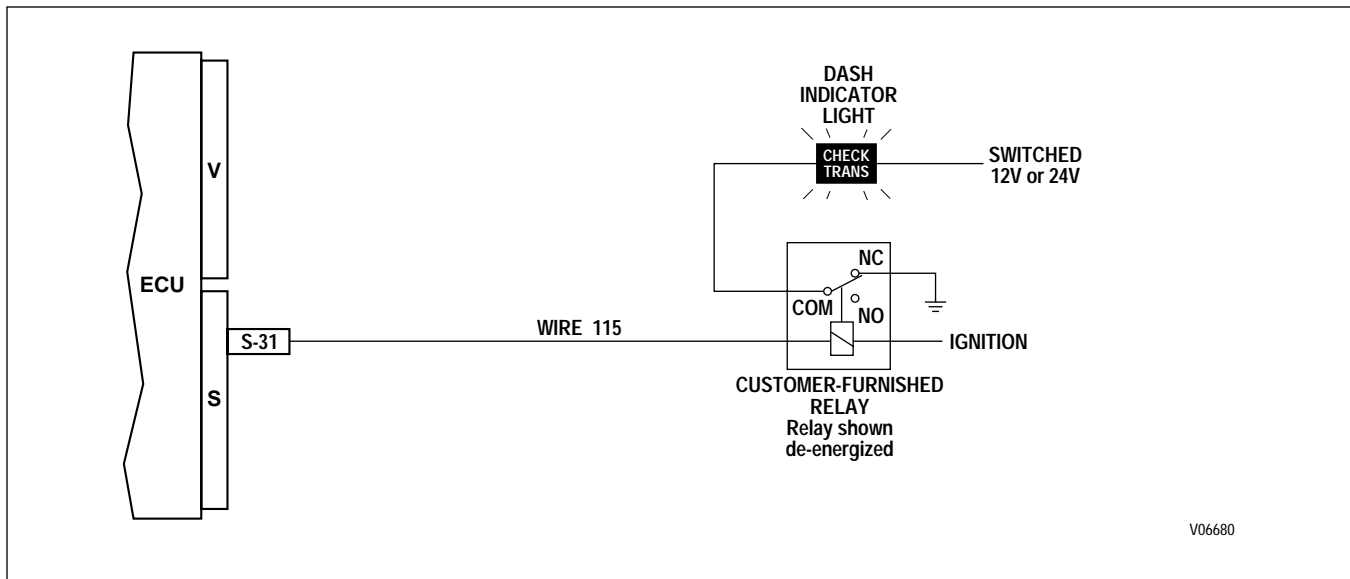 DASH
INDICATOR
LIGHT
CHECK
TRANS
SWITCHED
12V or 24V
V
ECU
NC
COM
NO
S-31
WIRE 115
IGNITION
S
CUSTOMER-FURNISHED
RELAY
Relay shown
de-energized
V06680